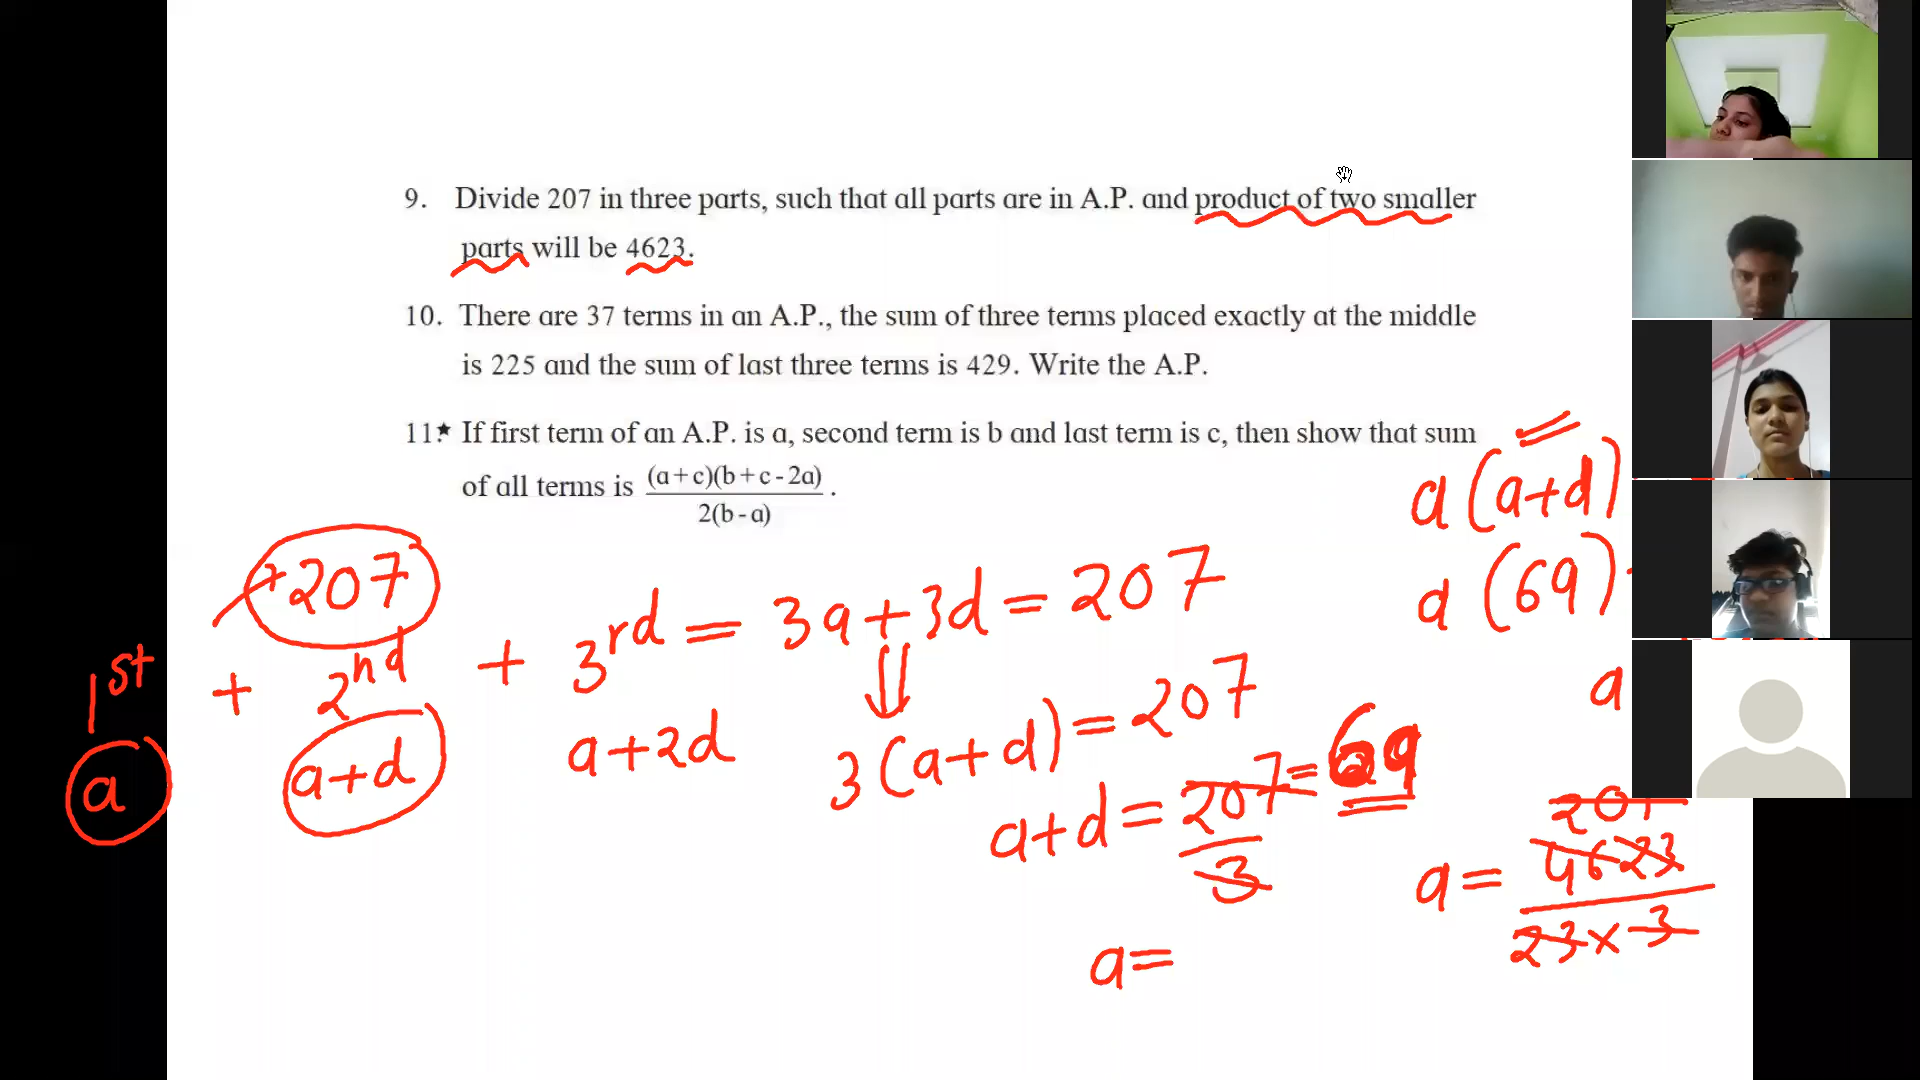 9. Divide 207 in three parts, such that all parts are in A.P. and product of two smaller
parts will be 4623.
10. There are 37 terms in an A.P., the sum of three terms placed exactly at the middle
is 225 and the sum of last three terms is 429. Write the A.P.
11.★ If first term of an A.P. is a, second term is b and last term is c, then show that sum
of all terms is (a+c)(b+c-2a)
2(b-a) .
a(a+d)
a(69)
a
207
1st + 2nd + 3rd = 3a+3d=207
a a+d a+2d 3(a+d)=207
a+d=207=69
3
a=
207
a= 4623
23×3